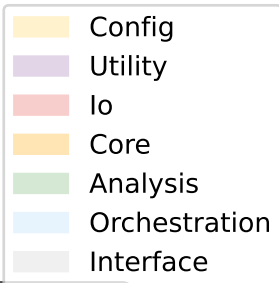 Config
Utility
Io
Core
Analysis
Orchestration
Interface